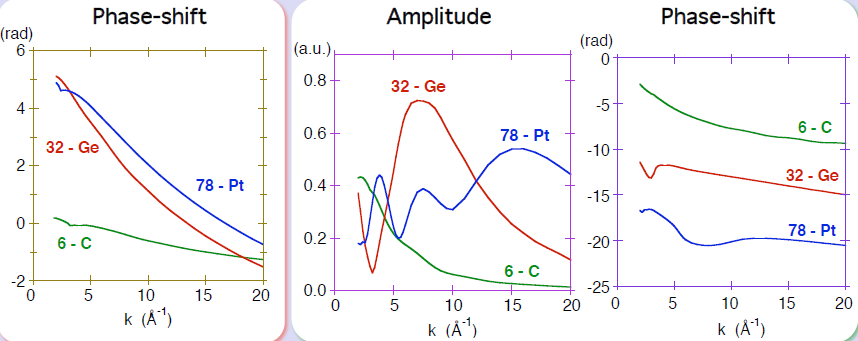 Phase-shift
(rad)
6
4
2
0
-2
32 - Ge
78 - Pt
6 - C
0 5 10 15 20
k (Å⁻¹)
Amplitude
(a.u.)
0.8
0.6
0.4
0.2
0.0
32 - Ge
78 - Pt
6 - C
0 5 10 15 20
k (Å⁻¹)
Phase-shift
(rad)
0
-5
-10
-15
-20
-25
6 - C
32 - Ge
78 - Pt
0 5 10 15 20
k (Å⁻¹)